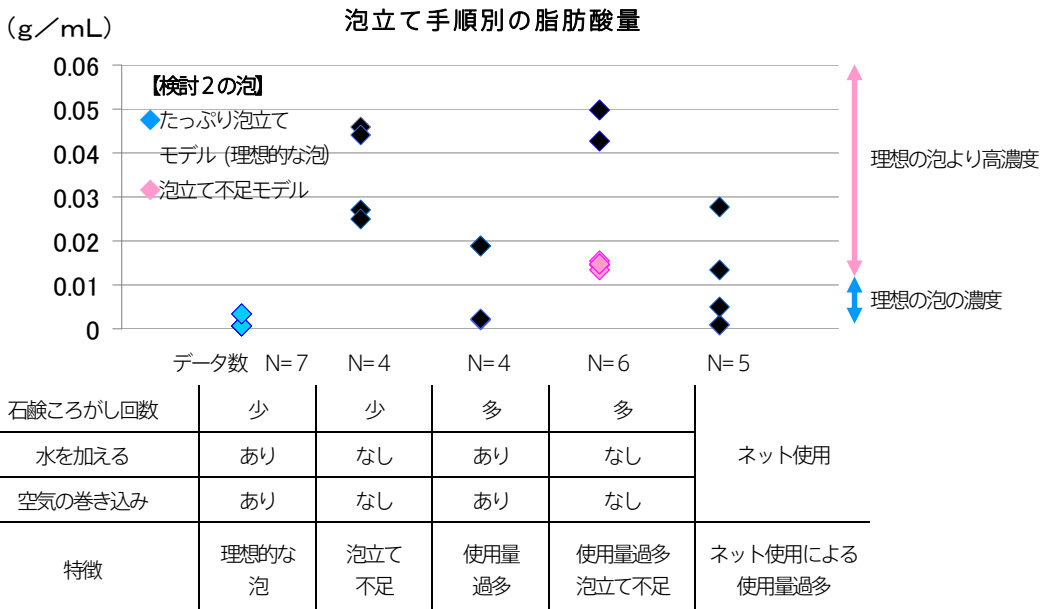 泡立て手順別の脂肪酸量
(g/mL)
0.06
0.05
0.04
0.03
0.02
0.01
0
【検討2の泡】
たっぷり泡立て
モデル (理想的な泡)
泡立て不足モデル
理想の泡より高濃度
理想の泡の濃度
データ数 N=7 N=4 N=4 N=6 N=5
石鹸ころがし回数 少 少 多 多
水を加える あり なし あり なし ネット使用
空気の巻き込み あり なし あり なし
特徴
理想的な
泡
泡立て
不足
使用量
過多
使用量過多
泡立て不足
ネット使用による
使用量過多